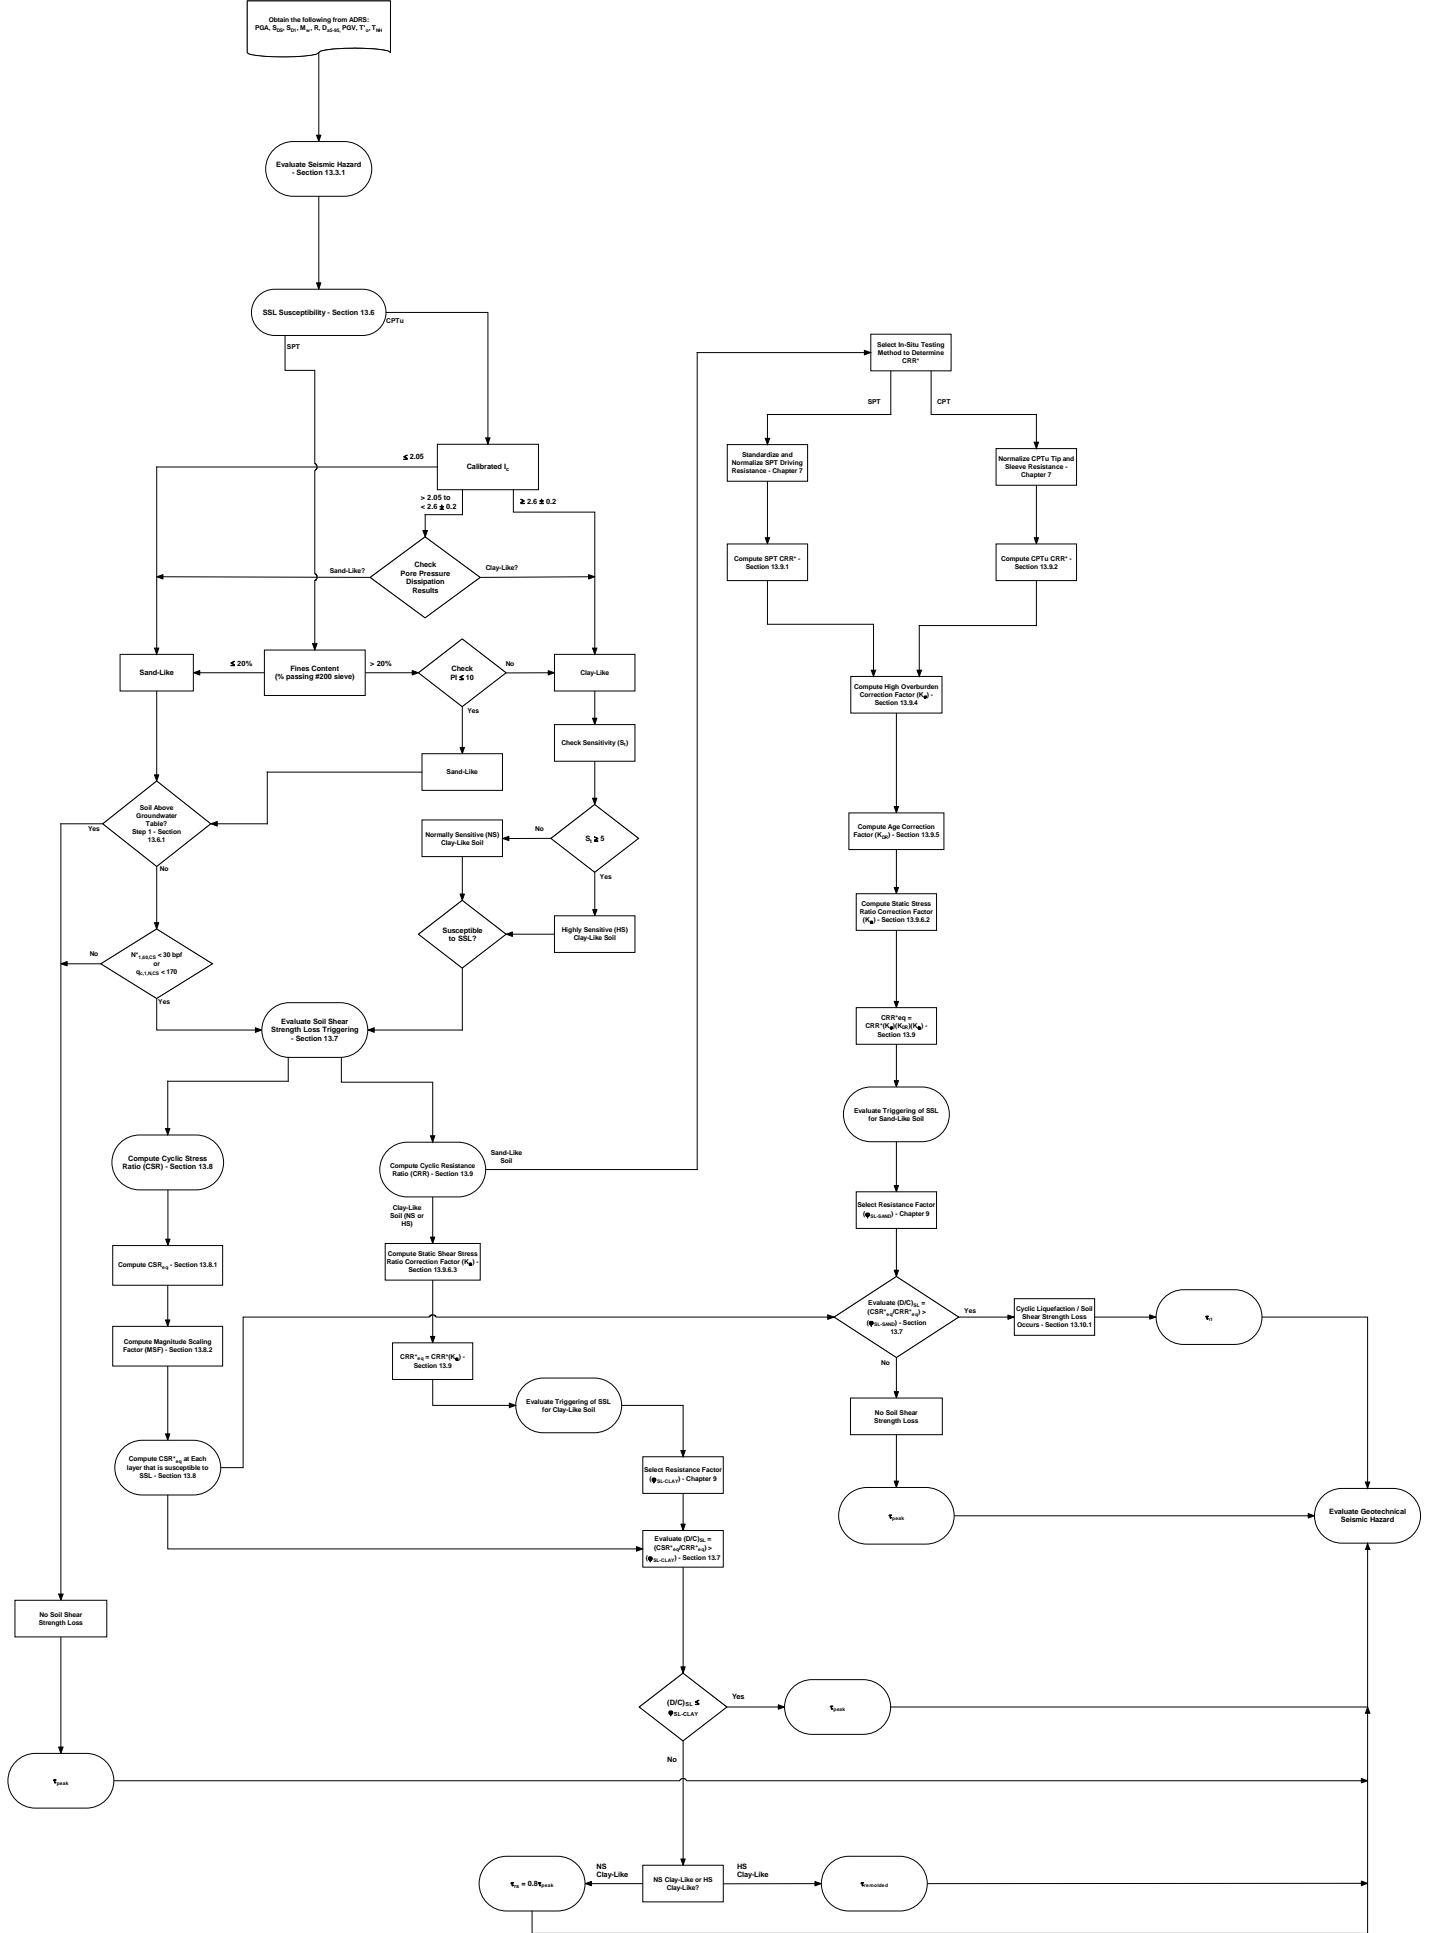 Obtain the following from ADRS:
PGA, SDS, SD1, Mw, R, Da5-95, PGV, T'o, TNH
Evaluate Seismic Hazard
- Section 13.3.1
SSL Susceptibility - Section 13.6
CPTu
SPT
Calibrated Ic
≤ 2.05
> 2.05 to
< 2.6 ± 0.2
≥ 2.6 ± 0.2
Check
Pore Pressure
Dissipation
Results
Sand-Like?
Clay-Like?
Sand-Like
≤ 20%
Fines Content
(% passing #200 sieve)
> 20%
Check
PI ≤ 10
No
Yes
Clay-Like
Check Sensitivity (St)
Sand-Like
Soil Above
Groundwater
Table?
Step 1 - Section
13.6.1
Yes
No
Normally Sensitive (NS)
Clay-Like Soil
No
St ≥ 5
Yes
Susceptible
to SSL?
Highly Sensitive (HS)
Clay-Like Soil
N*1,60,CS < 30 bpf
or
qc,1,N,CS < 170
No
Yes
Evaluate Soil Shear
Strength Loss Triggering
- Section 13.7
Compute Cyclic Stress
Ratio (CSR) - Section 13.8
Compute CSReq - Section 13.8.1
Compute Magnitude Scaling
Factor (MSF) - Section 13.8.2
Compute CSR*eq at Each
layer that is susceptible to
SSL - Section 13.8
Compute Cyclic Resistance
Ratio (CRR) - Section 13.9
Sand-Like
Soil
Clay-Like
Soil (NS or
HS)
Compute Static Shear Stress
Ratio Correction Factor (K) -
Section 13.9.6.3
CRR*eq = CRR*(K) -
Section 13.9
Evaluate Triggering of SSL
for Clay-Like Soil
Select Resistance Factor
(φSL-CLAY) - Chapter 9
Evaluate (D/C)SL =
(CSR*eq/CRR*eq) >
(φSL-CLAY) - Section 13.7
(D/C)SL ≤
φSL-CLAY
Yes
τpeak
No
NS Clay-Like or HS
Clay-Like?
NS
Clay-Like
τrs = 0.8τpeak
HS
Clay-Like
τremolded
No Soil Shear
Strength Loss
τpeak
Select In-Situ Testing
Method to Determine
CRR*
SPT
CPT
Standardize and
Normalize SPT Driving
Resistance - Chapter 7
Normalize CPTu Tip and
Sleeve Resistance -
Chapter 7
Compute SPT CRR* -
Section 13.9.1
Compute CPTu CRR* -
Section 13.9.2
Compute High Overburden
Correction Factor (K) -
Section 13.9.4
Compute Age Correction
Factor (KDR) - Section 13.9.5
Compute Static Stress
Ratio Correction Factor
(K) - Section 13.9.6.2
CRR*eq =
CRR*(K)(KDR)(K) -
Section 13.9
Evaluate Triggering of SSL
for Sand-Like Soil
Select Resistance Factor
(φSL-SAND) - Chapter 9
Evaluate (D/C)SL =
(CSR*eq/CRR*eq) >
(φSL-SAND) - Section
13.7
Yes
No
Cyclic Liquefaction / Soil
Shear Strength Loss
Occurs - Section 13.10.1
τrl
No Soil Shear
Strength Loss
τpeak
Evaluate Geotechnical
Seismic Hazard